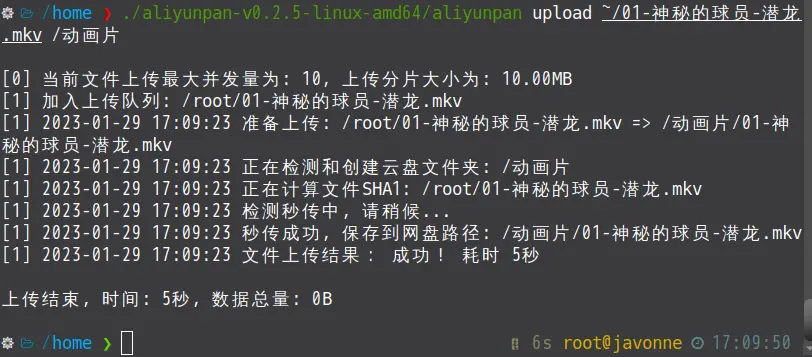 /home ❯ ./aliyunpan-v0.2.5-linux-amd64/aliyunpan upload ~/01-神秘的球员-潜龙
.mkv /动画片
[0] 当前文件上传最大并发量为: 10, 上传分片大小为: 10.00MB
[1] 加入上传队列: /root/01-神秘的球员-潜龙.mkv
[1] 2023-01-29 17:09:23 准备上传: /root/01-神秘的球员-潜龙.mkv => /动画片/01-神
秘的球员-潜龙.mkv
[1] 2023-01-29 17:09:23 正在检测和创建云盘文件夹: /动画片
[1] 2023-01-29 17:09:23 正在计算文件SHA1: /root/01-神秘的球员-潜龙.mkv
[1] 2023-01-29 17:09:23 检测秒传中, 请稍候...
[1] 2023-01-29 17:09:23 秒传成功, 保存到网盘路径: /动画片/01-神秘的球员-潜龙.mkv
[1] 2023-01-29 17:09:23 文件上传结果： 成功！ 耗时 5秒
上传结束, 时间: 5秒, 数据总量: 0B
/home ❯ 6s root@javonne 17:09:50